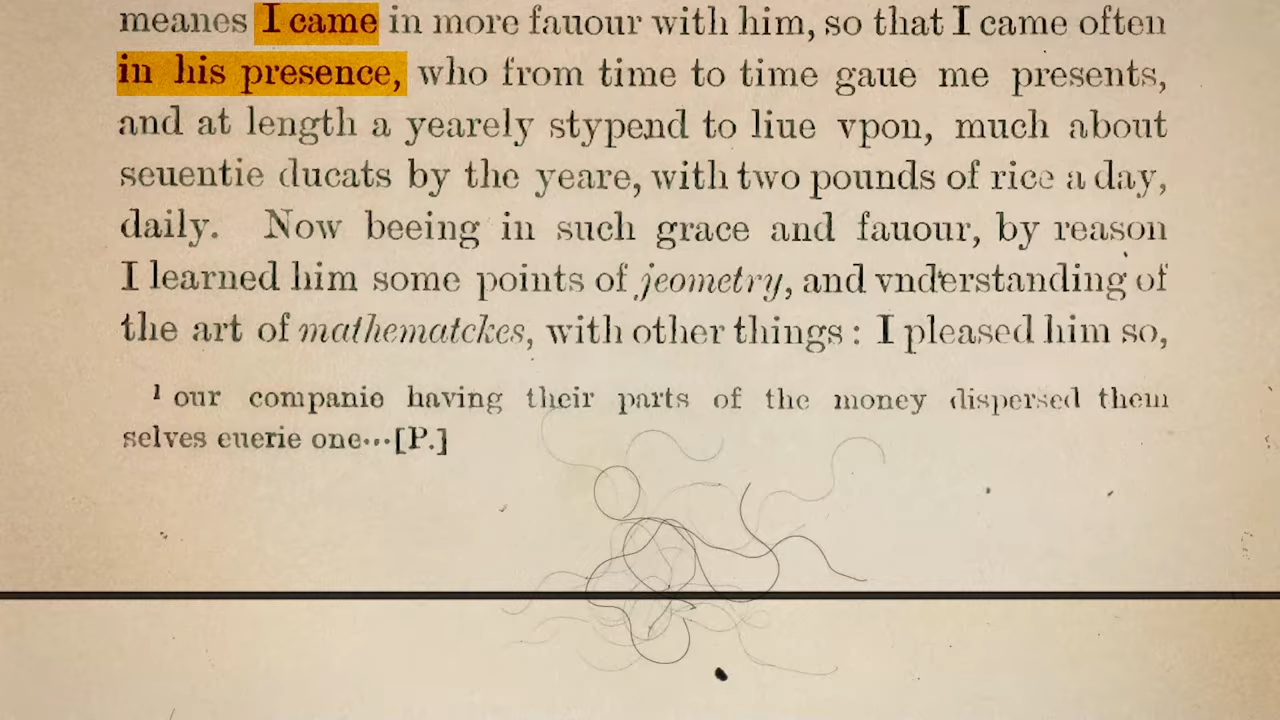 meanes I came in more fauour with him, so that I came often
in his presence, who from time to time gaue me presents,
and at length a yearely stypend to liue vpon, much about
seuentie ducats by the yeare, with two pounds of rice a day,
daily. Now beeing in such grace and fauour, by reason
I learned him some points of jeometry, and vnderstanding of
the art of mathematckes, with other things : I pleased him so,
1 our companie having their parts of the money dispersed them
selves euerie one...[P.]